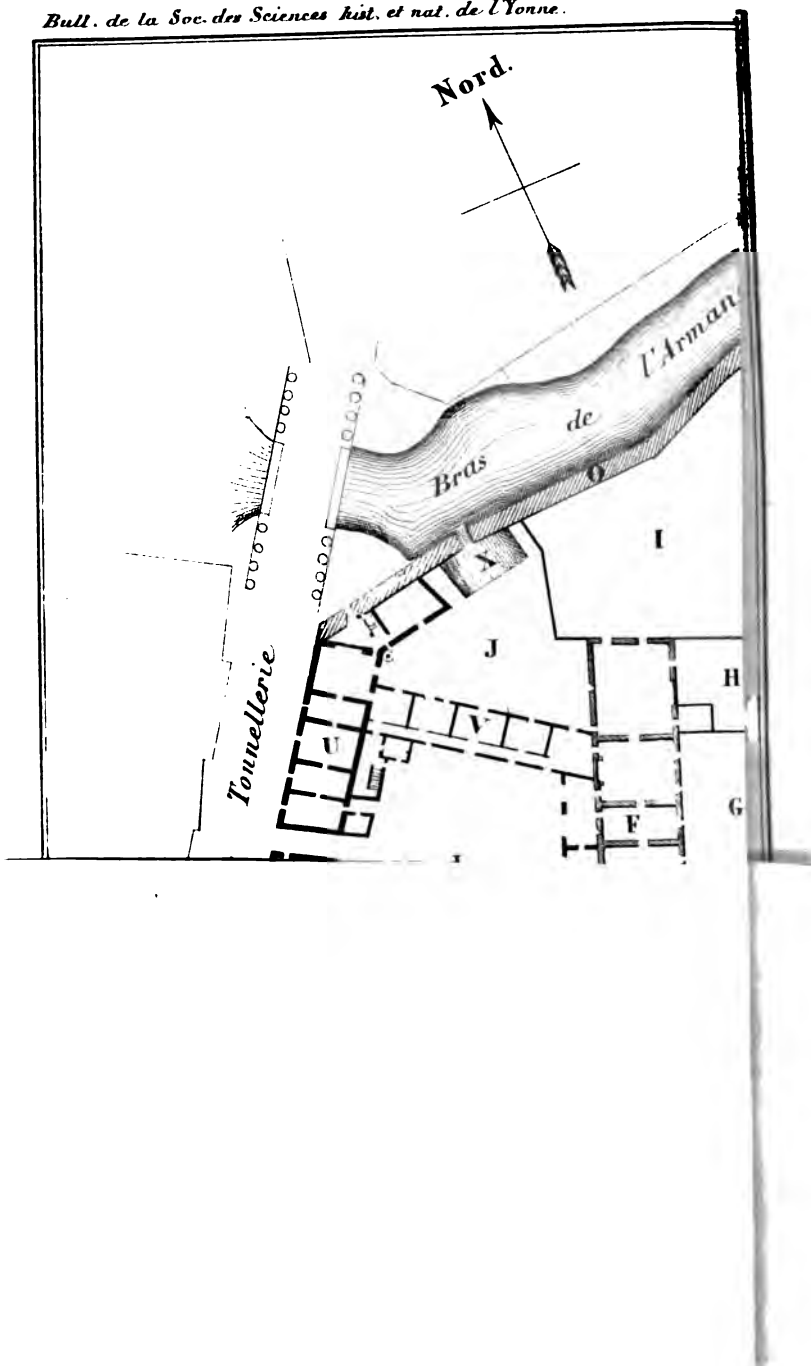 Bull. de la Soc. des Sciences hist. et nat. de l'Yonne.
Nord.
Bras de l'Arman
O
I
X
J
H
Tonnellerie
U
V
F
G